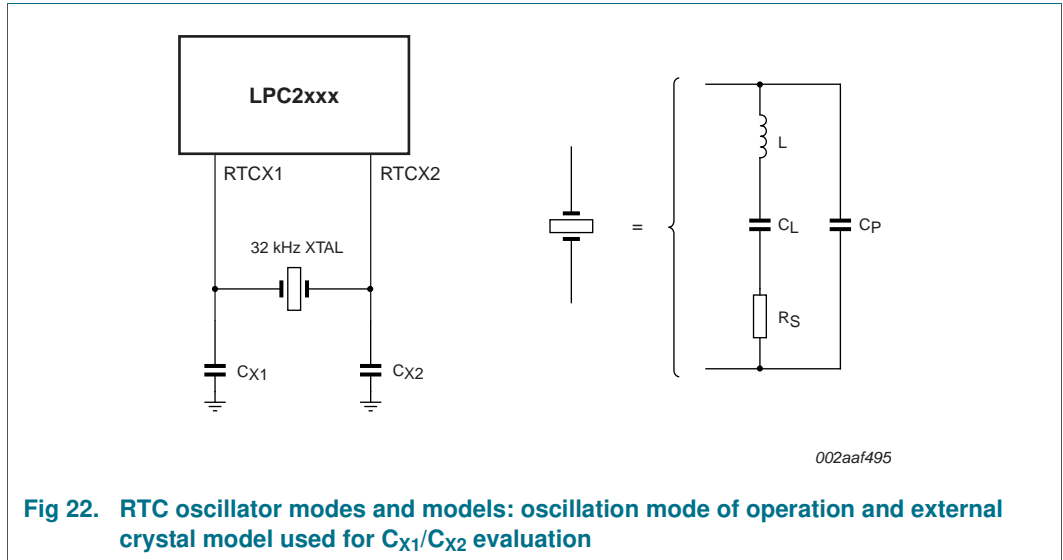 LPC2xxx
RTCX1
RTCX2
32 kHz XTAL
CX1
CX2
=
L
CL
CP
RS
002aaf495
Fig 22. RTC oscillator modes and models: oscillation mode of operation and external
crystal model used for CX1/CX2 evaluation